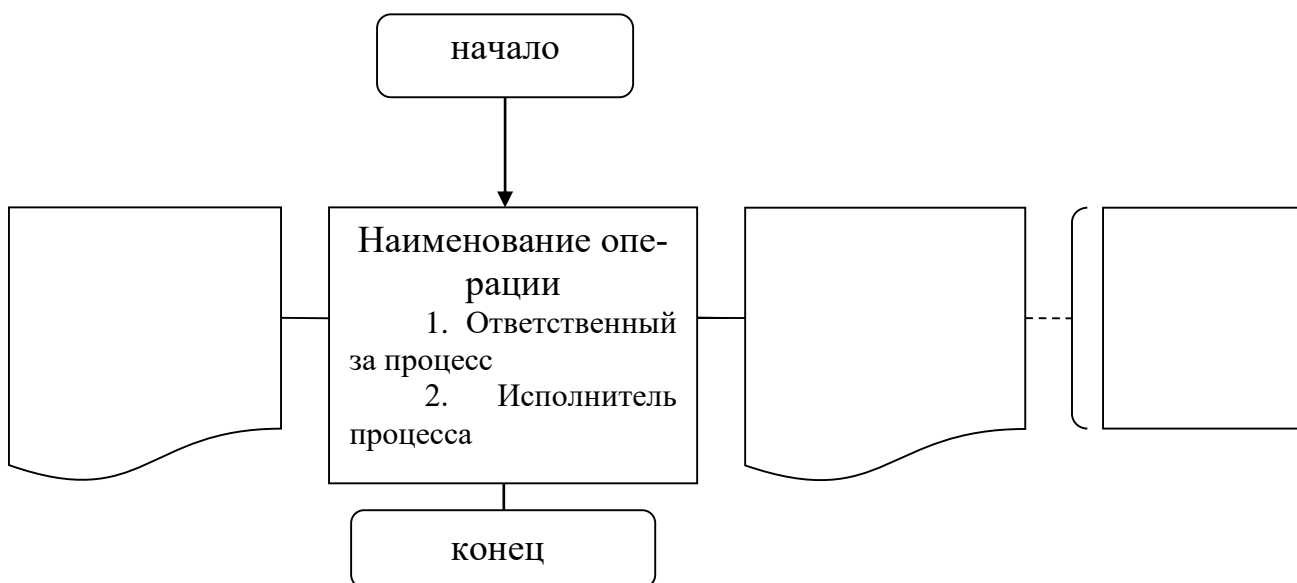 начало
Наименование опе-
рации
1. Ответственный
за процесс
2. Исполнитель
процесса
конец